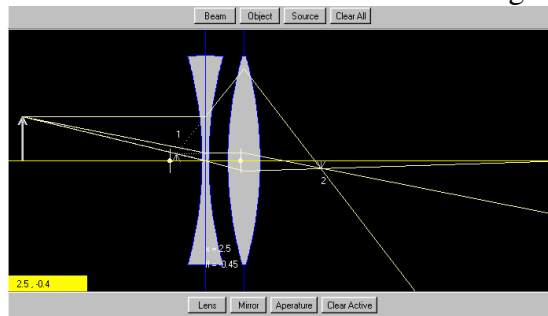 Beam Object Source Clear All
1
2
x = 2.5
-0.45
2.5 , -0.4
Lens Mirror Aperature Clear Active